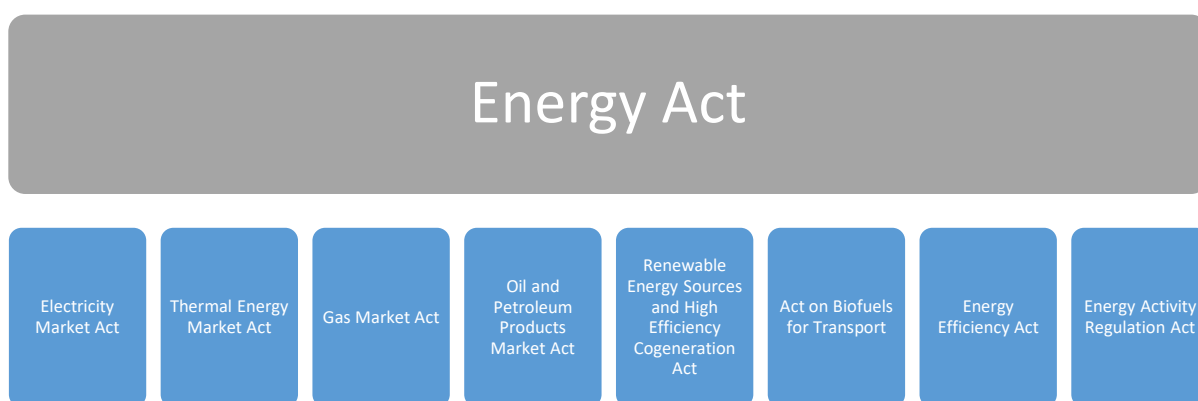 Energy Act
Electricity
Market Act
Thermal Energy
Market Act
Gas Market Act
Oil and
Petroleum
Products
Market Act
Renewable
Energy Sources
and High
Efficiency
Cogeneration
Act
Act on Biofuels
for Transport
Energy
Efficiency Act
Energy Activity
Regulation Act